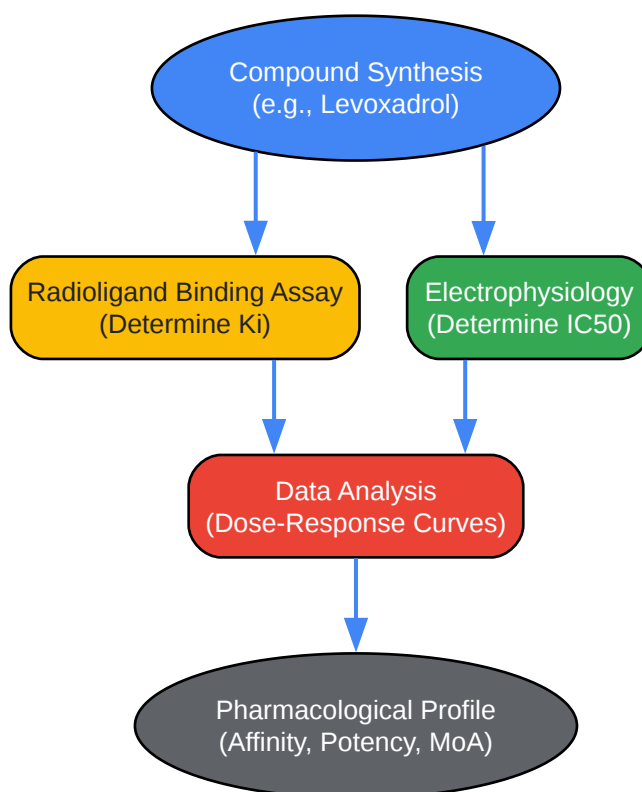 Compound Synthesis
(e.g., Levoxadrol)
Radioligand Binding Assay
(Determine Ki)
Electrophysiology
(Determine IC50)
Data Analysis
(Dose-Response Curves)
Pharmacological Profile
(Affinity, Potency, MoA)